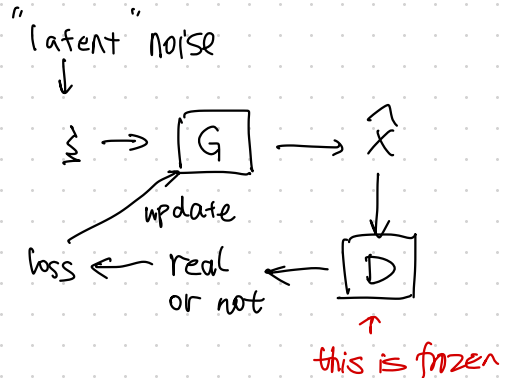 "latent" noise
ξ → G → x̂
update
loss ← real
or not
D
this is frozen